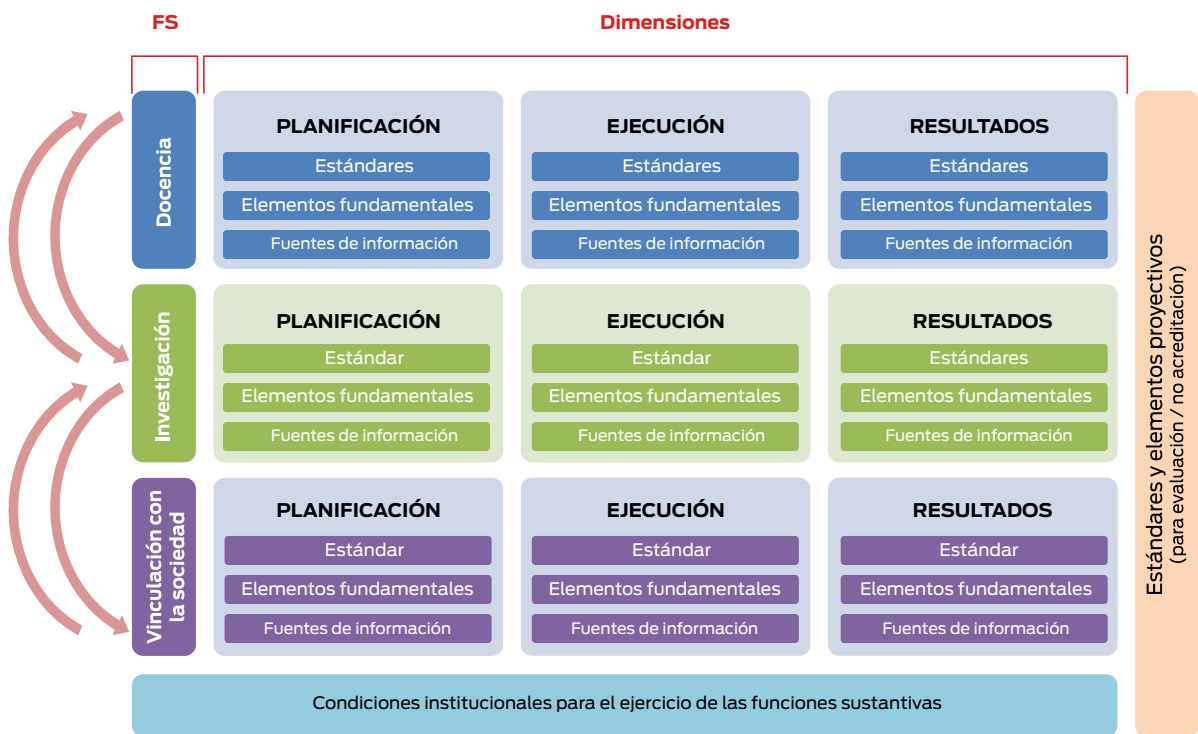 FS
Dimensiones
Docencia
PLANIFICACIÓN
Estándares
Elementos fundamentales
Fuentes de información
EJECUCIÓN
Estándares
Elementos fundamentales
Fuentes de información
RESULTADOS
Estándares
Elementos fundamentales
Fuentes de información
Investigación
PLANIFICACIÓN
Estándar
Elementos fundamentales
Fuentes de información
EJECUCIÓN
Estándar
Elementos fundamentales
Fuentes de información
RESULTADOS
Estándares
Elementos fundamentales
Fuentes de información
Vinculación con
la sociedad
PLANIFICACIÓN
Estándar
Elementos fundamentales
Fuentes de información
EJECUCIÓN
Estándar
Elementos fundamentales
Fuentes de información
RESULTADOS
Estándar
Elementos fundamentales
Fuentes de información
Estándares y elementos proyectivos
(para evaluación / no acreditación)
Condiciones institucionales para el ejercicio de las funciones sustantivas